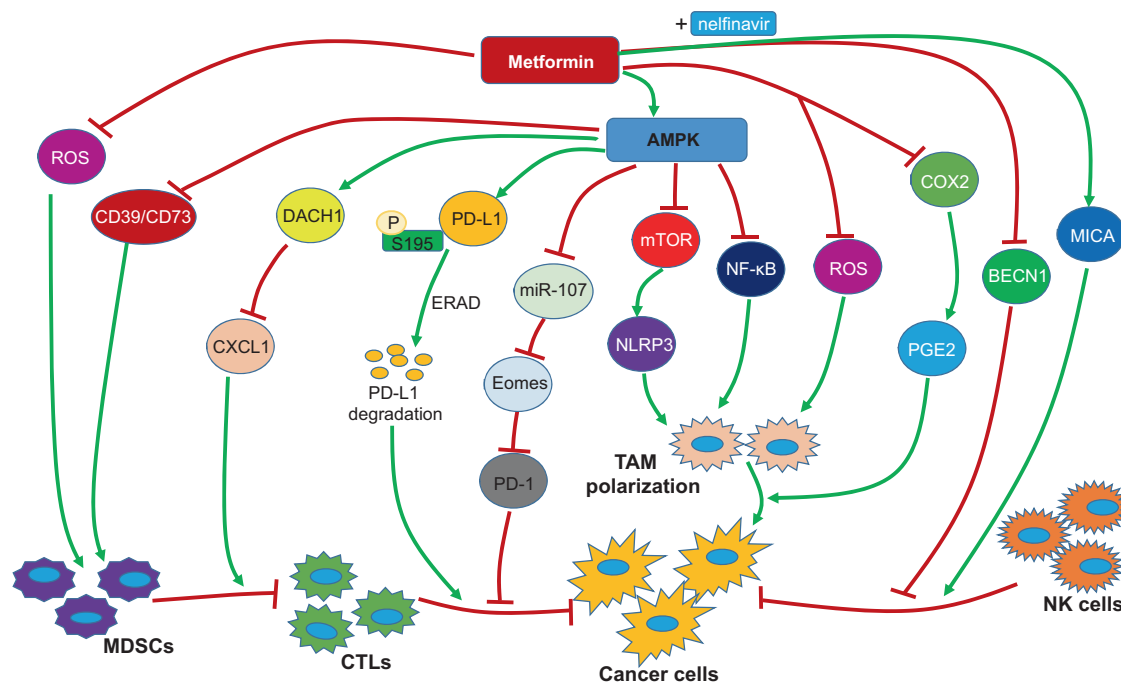 + nelfinavir
Metformin
AMPK
ROS
CD39/CD73
DACH1
P
S195
PD-L1
mTOR
NF-κB
ROS
COX2
BECN1
MICA
ERAD
miR-107
CXCL1
NLRP3
PGE2
PD-L1
degradation
Eomes
PD-1
TAM
polarization
MDSCs
CTLs
Cancer cells
NK cells